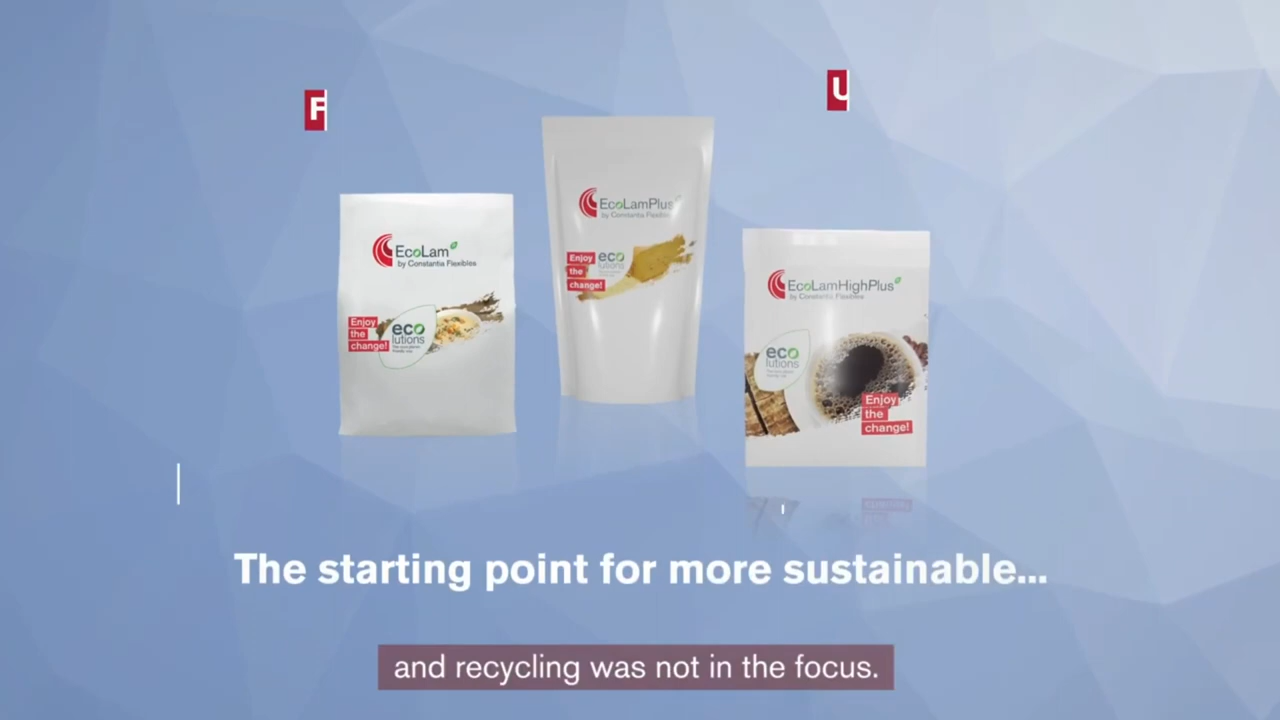 F
U
EcoLamPlus
by Constantia Flexibles
EcoLam
by Constantia Flexibles
Enjoy
the
change!
eco
lutions
EcoLamHighPlus
by Constantia Flexibles
Enjoy
the
change!
eco
lutions
eco
lutions
Enjoy
the
change!
The starting point for more sustainable...
and recycling was not in the focus.